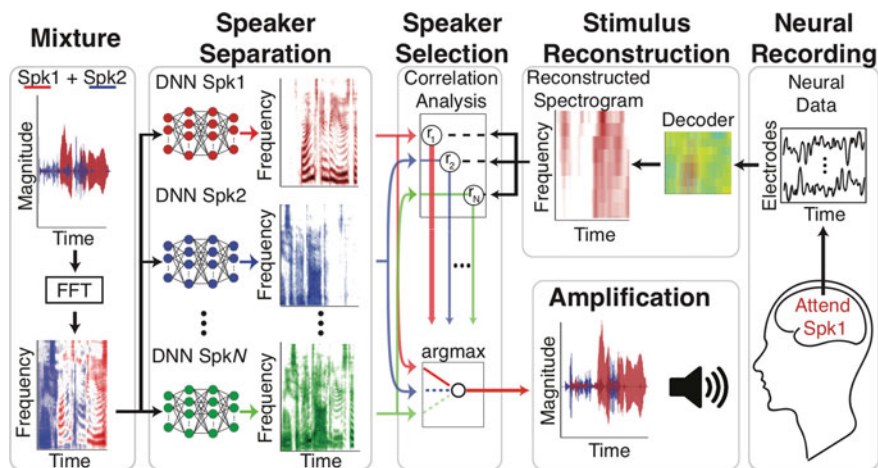 Mixture
Spk1 + Spk2
Magnitude
Time
FFT
Frequency
Time
Speaker
Separation
DNN Spk1
Frequency
DNN Spk2
Frequency
DNN SpkN
Frequency
Time
Speaker
Selection
Correlation
Analysis
r1
r2
rN
argmax
Stimulus
Reconstruction
Reconstructed
Spectrogram
Frequency
Time
Decoder
Neural
Recording
Neural
Data
Electrodes
Time
Attend
Spk1
Amplification
Magnitude
Time